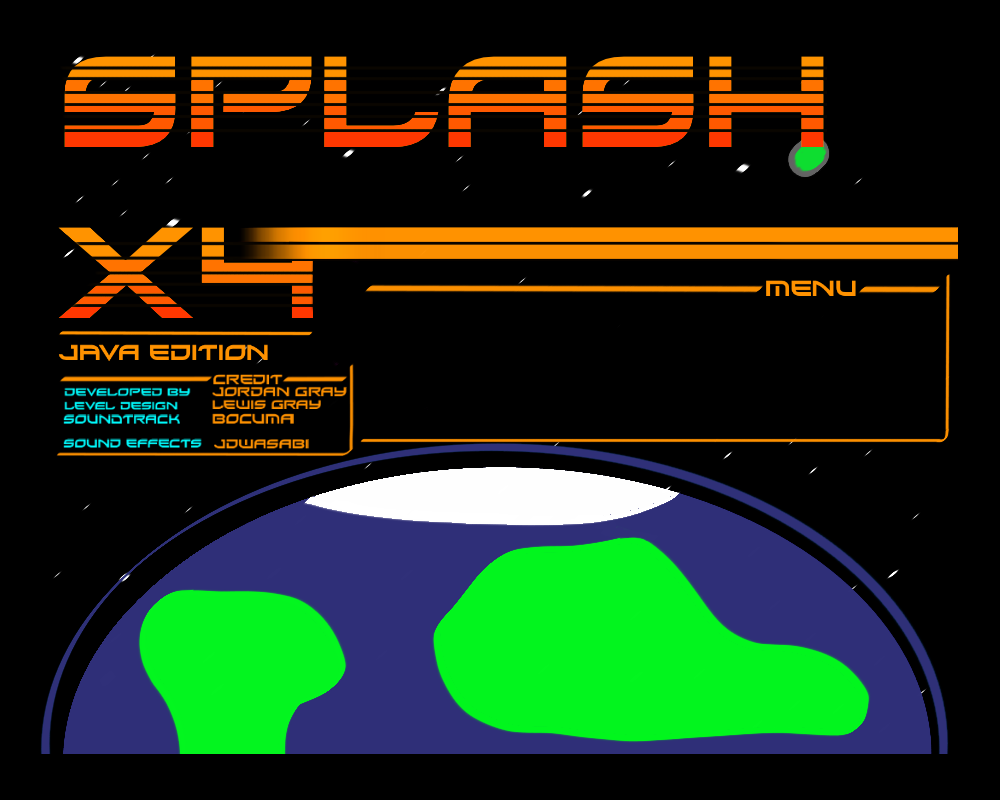 SPLASH
X4
MENU
JAVA EDITION
CREDIT
DEVELOPED BY JORDAN GRAY
LEVEL DESIGN LEWIS GRAY
SOUNDTRACK BOCUMA
SOUND EFFECTS JDWASABI